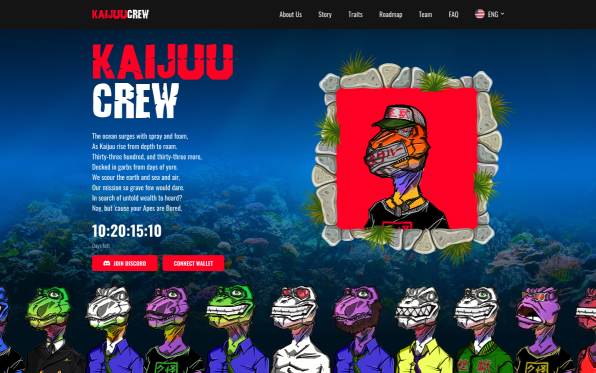 KAIJUUCREW
About Us
Story
Traits
Roadmap
Team
FAQ
ENG
KAIJUU
CREW
The ocean surges with spray and foam,
As Kaijuu rise from depth to roam.
Thirty-three hundred, and thirty-three more,
Decked in garbs from days of yore.
We scour the earth and sea and air,
Our mission so grave few would dare.
In search of untold wealth to hoard?
Nay, but 'cause your Apes are Bored.
10:20:15:10
Days left
JOIN DISCORD
CONNECT WALLET